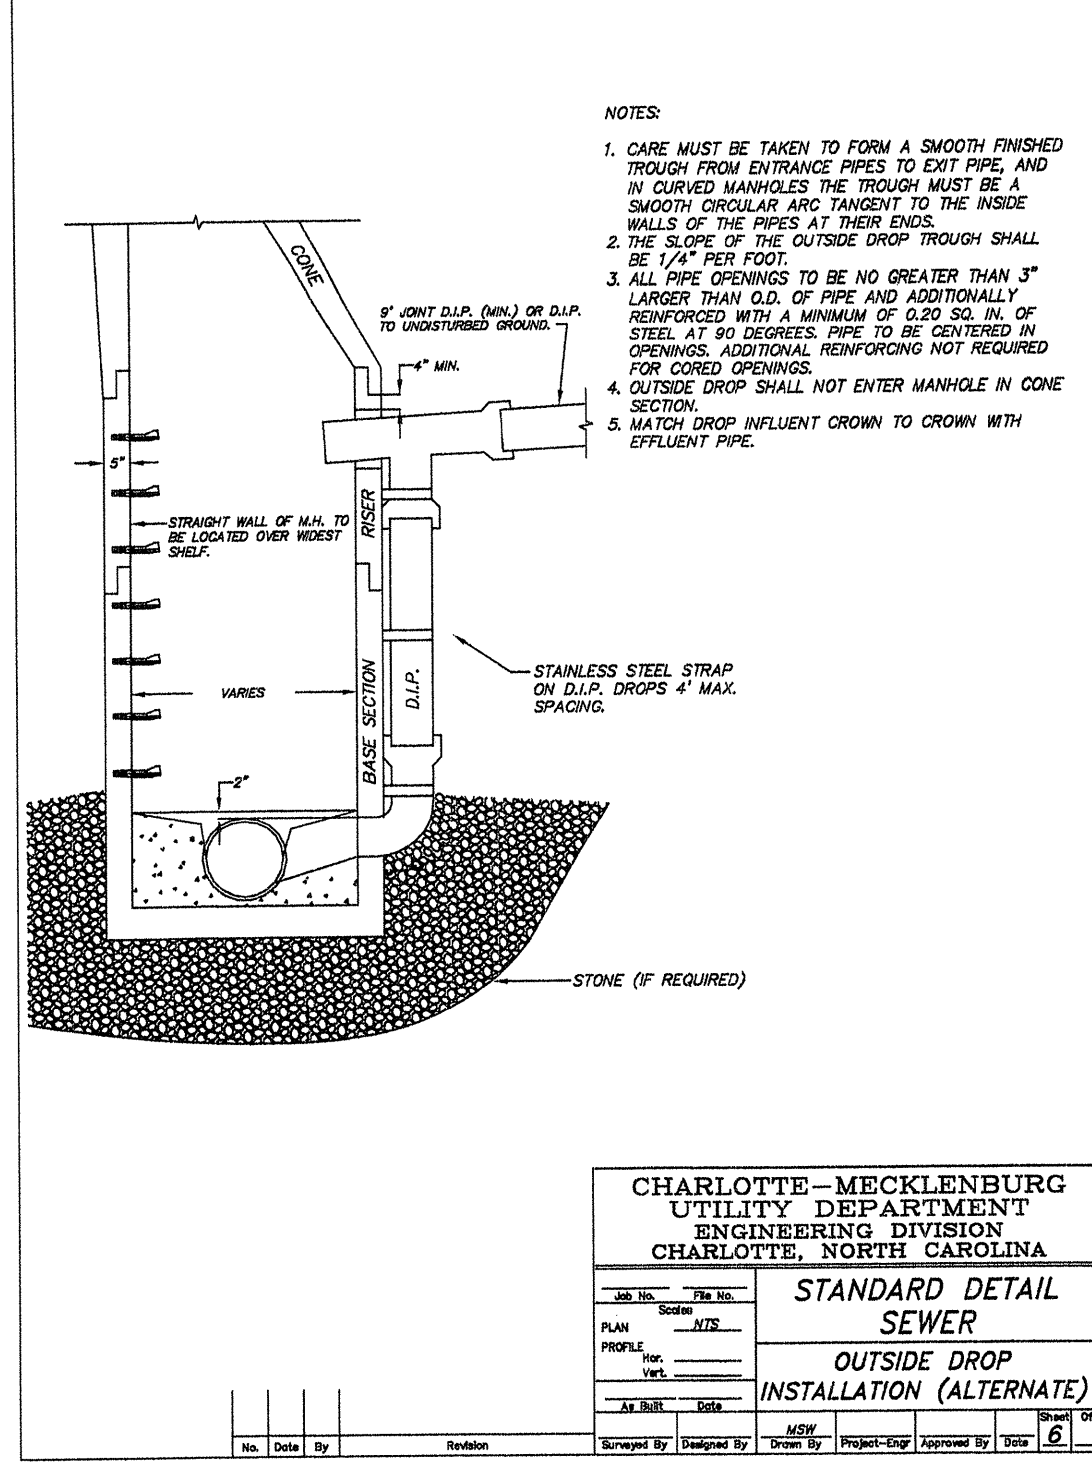 NOTES:
1. CARE MUST BE TAKEN TO FORM A SMOOTH FINISHED
TROUGH FROM ENTRANCE PIPES TO EXIT PIPE, AND
IN CURVED MANHOLES THE TROUGH MUST BE A
SMOOTH CIRCULAR ARC TANGENT TO THE INSIDE
WALLS OF THE PIPES AT THEIR ENDS.
2. THE SLOPE OF THE OUTSIDE DROP TROUGH SHALL
BE 1/4" PER FOOT.
3. ALL PIPE OPENINGS TO BE NO GREATER THAN 3"
LARGER THAN O.D. OF PIPE AND ADDITIONALLY
REINFORCED WITH A MINIMUM OF 0.20 SQ. IN. OF
STEEL AT 90 DEGREES. PIPE TO BE CENTERED IN
OPENINGS. ADDITIONAL REINFORCING NOT REQUIRED
FOR CORED OPENINGS.
4. OUTSIDE DROP SHALL NOT ENTER MANHOLE IN CONE
SECTION.
5. MATCH DROP INFLUENT CROWN TO CROWN WITH
EFFLUENT PIPE.
CONE
9' JOINT D.I.P. (MIN.) OR D.I.P.
TO UNDISTURBED GROUND.
4" MIN.
5"
STRAIGHT WALL OF M.H. TO
BE LOCATED OVER WIDEST
SHELF.
RISER
STAINLESS STEEL STRAP
ON D.I.P. DROPS 4' MAX.
SPACING.
VARIES
BASE SECTION
D.I.P.
2"
STONE (IF REQUIRED)
CHARLOTTE-MECKLENBURG
UTILITY DEPARTMENT
ENGINEERING DIVISION
CHARLOTTE, NORTH CAROLINA
Job No. File No.
Scales
PLAN NTS
PROFILE
Hor.
Vert.
As Built Date
STANDARD DETAIL
SEWER
OUTSIDE DROP
INSTALLATION (ALTERNATE)
No. Date By Revision
Surveyed By Designed By
MSW
Drawn By Project-Engr Approved By Date
Sheet Of
6